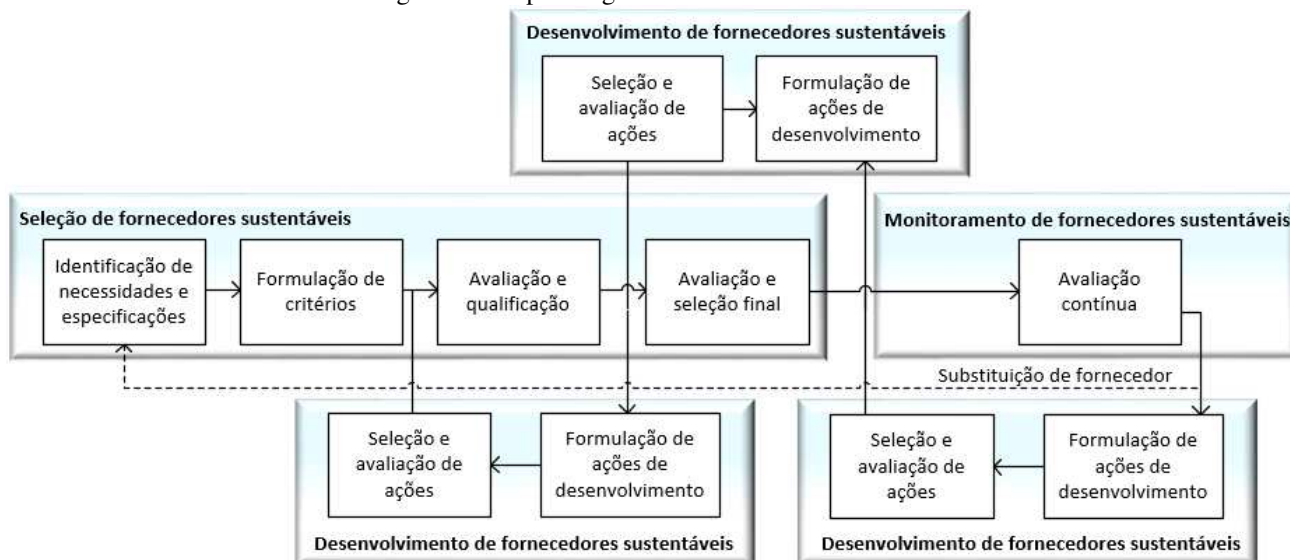 Desenvolvimento de fornecedores sustentáveis
Seleção e
avaliação de
ações
Formulação de
ações de
desenvolvimento
Seleção de fornecedores sustentáveis
Identificação de
necessidades e
especificações
Formulação de
critérios
Avaliação e
qualificação
Avaliação e
seleção final
Monitoramento de fornecedores sustentáveis
Avaliação
contínua
Substituição de fornecedor
Seleção e
avaliação de
ações
Formulação de
ações de
desenvolvimento
Desenvolvimento de fornecedores sustentáveis
Seleção e
avaliação de
ações
Formulação de
ações de
desenvolvimento
Desenvolvimento de fornecedores sustentáveis